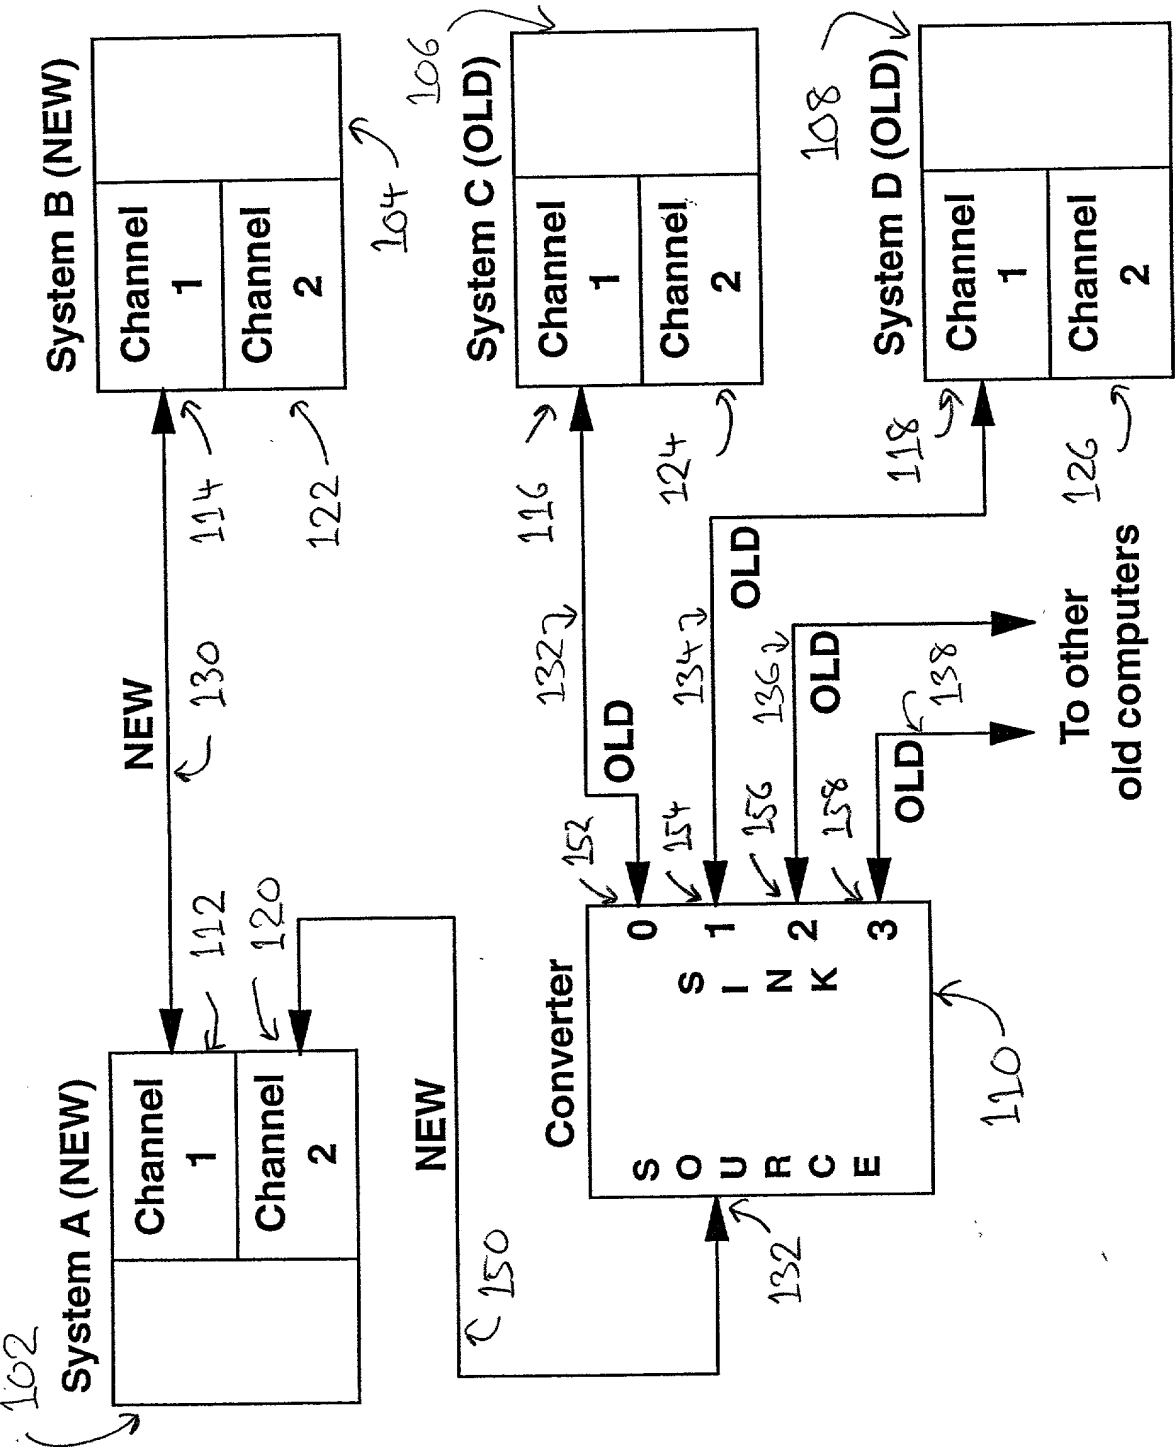 102
System A (NEW)
Channel
1
Channel
2
112
120
NEW
130
System B (NEW)
Channel
1
Channel
2
114
122
104
NEW
150
Converter
SOURCE
SINK
0
1
2
3
132
110
152
154
156
158
OLD
132
OLD
134
OLD
136
OLD
138
To other
old computers
106
System C (OLD)
Channel
1
Channel
2
116
124
108
System D (OLD)
Channel
1
Channel
2
118
126